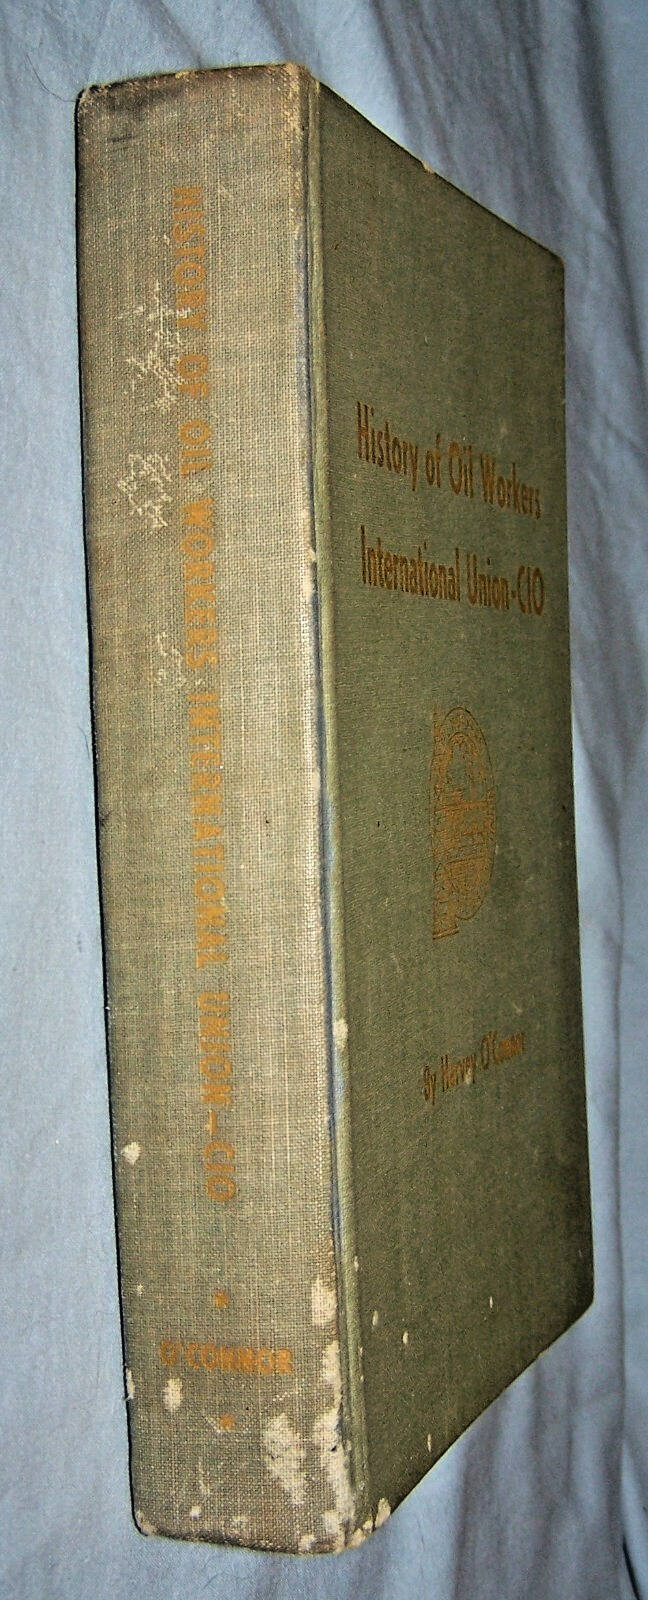 HISTORY OF OIL WORKERS INTERNATIONAL UNION—CIO
O'CONNOR
History of Oil Workers
International Union-CIO
By Harvey O'Connor